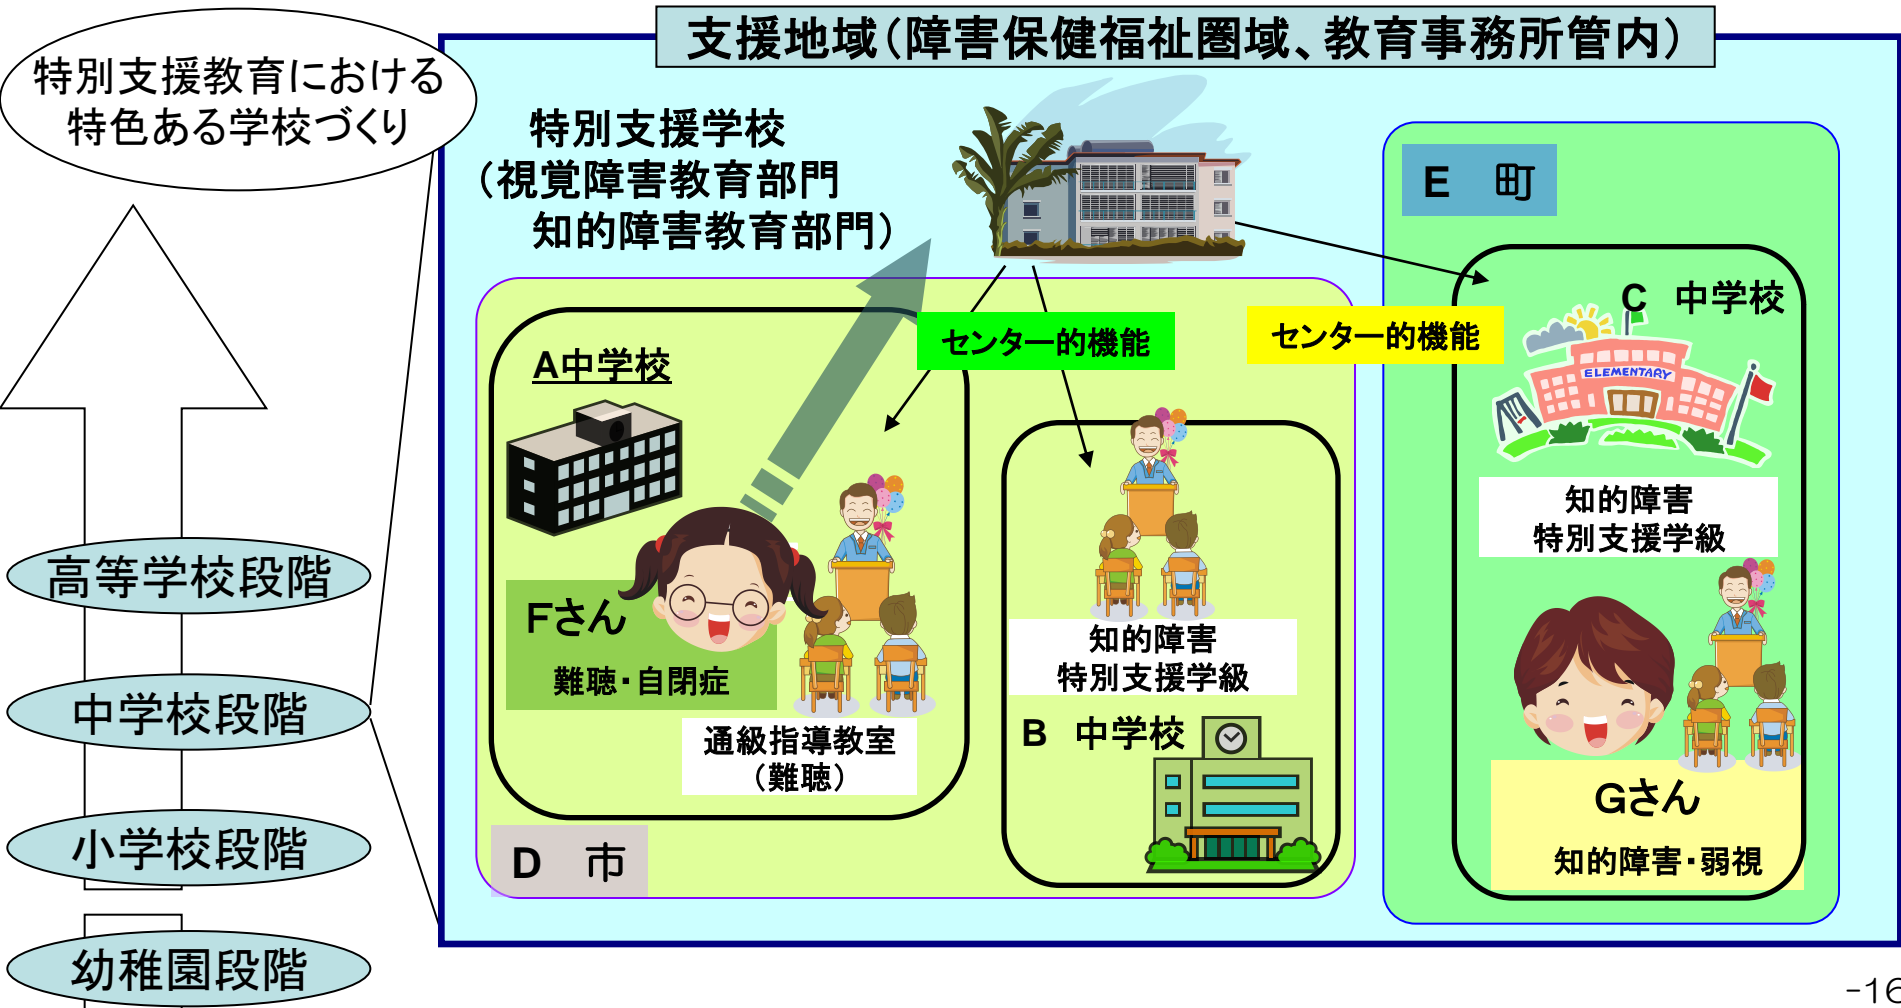 支援地域（障害保健福祉圏域、教育事務所管内）
特別支援教育における
特色ある学校づくり
特別支援学校
（視覚障害教育部門
知的障害教育部門）
E 町
C 中学校
センター的機能
センター的機能
A中学校
ELEMENTARY
知的障害
特別支援学級
高等学校段階
Fさん
難聴・自閉症
知的障害
特別支援学級
中学校段階
通級指導教室
（難聴）
B 中学校
Gさん
知的障害・弱視
小学校段階
D 市
幼稚園段階
-16